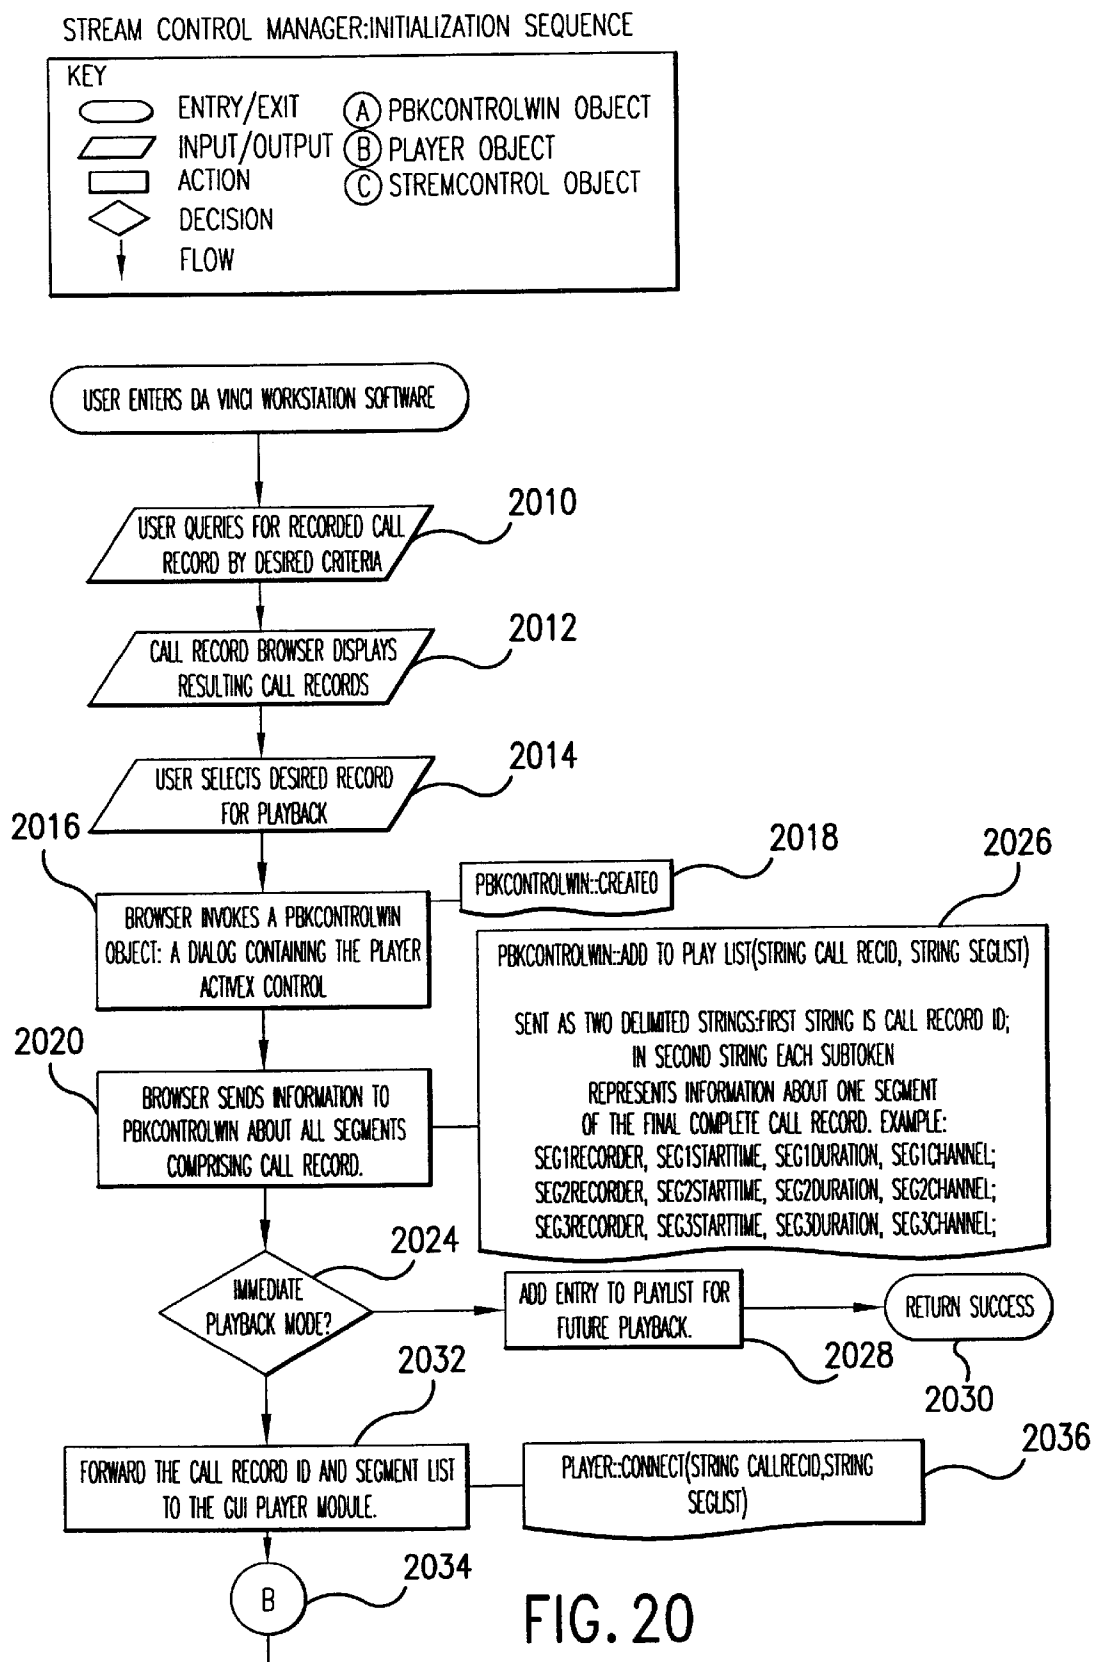 STREAM CONTROL MANAGER:INITIALIZATION SEQUENCE
KEY
ENTRY/EXIT
A PBKCONTROLWIN OBJECT
INPUT/OUTPUT
B PLAYER OBJECT
ACTION
C STREMCONTROL OBJECT
DECISION
FLOW
USER ENTERS DA VINCI WORKSTATION SOFTWARE
2010
USER QUERIES FOR RECORDED CALL
RECORD BY DESIRED CRITERIA
2012
CALL RECORD BROWSER DISPLAYS
RESULTING CALL RECORDS
2014
USER SELECTS DESIRED RECORD
FOR PLAYBACK
2016
2018
2026
PBKCONTROLWIN::CREATE()
BROWSER INVOKES A PBKCONTROLWIN
OBJECT: A DIALOG CONTAINING THE PLAYER
ACTIVEX CONTROL
PBKCONTROLWIN::ADD TO PLAY LIST(STRING CALL RECID, STRING SEGLIST)
SENT AS TWO DELIMITED STRINGS:FIRST STRING IS CALL RECORD ID;
IN SECOND STRING EACH SUBTOKEN
REPRESENTS INFORMATION ABOUT ONE SEGMENT
OF THE FINAL COMPLETE CALL RECORD. EXAMPLE:
SEG1RECORDER, SEG1STARTTIME, SEG1DURATION, SEG1CHANNEL;
SEG2RECORDER, SEG2STARTTIME, SEG2DURATION, SEG2CHANNEL;
SEG3RECORDER, SEG3STARTTIME, SEG3DURATION, SEG3CHANNEL;
2020
BROWSER SENDS INFORMATION TO
PBKCONTROLWIN ABOUT ALL SEGMENTS
COMPRISING CALL RECORD.
2024
IMMEDIATE
PLAYBACK MODE?
ADD ENTRY TO PLAYLIST FOR
FUTURE PLAYBACK.
2028
RETURN SUCCESS
2030
2032
FORWARD THE CALL RECORD ID AND SEGMENT LIST
TO THE GUI PLAYER MODULE.
2036
PLAYER::CONNECT(STRING CALLRECID,STRING
SEGLIST)
2034
B
FIG. 20